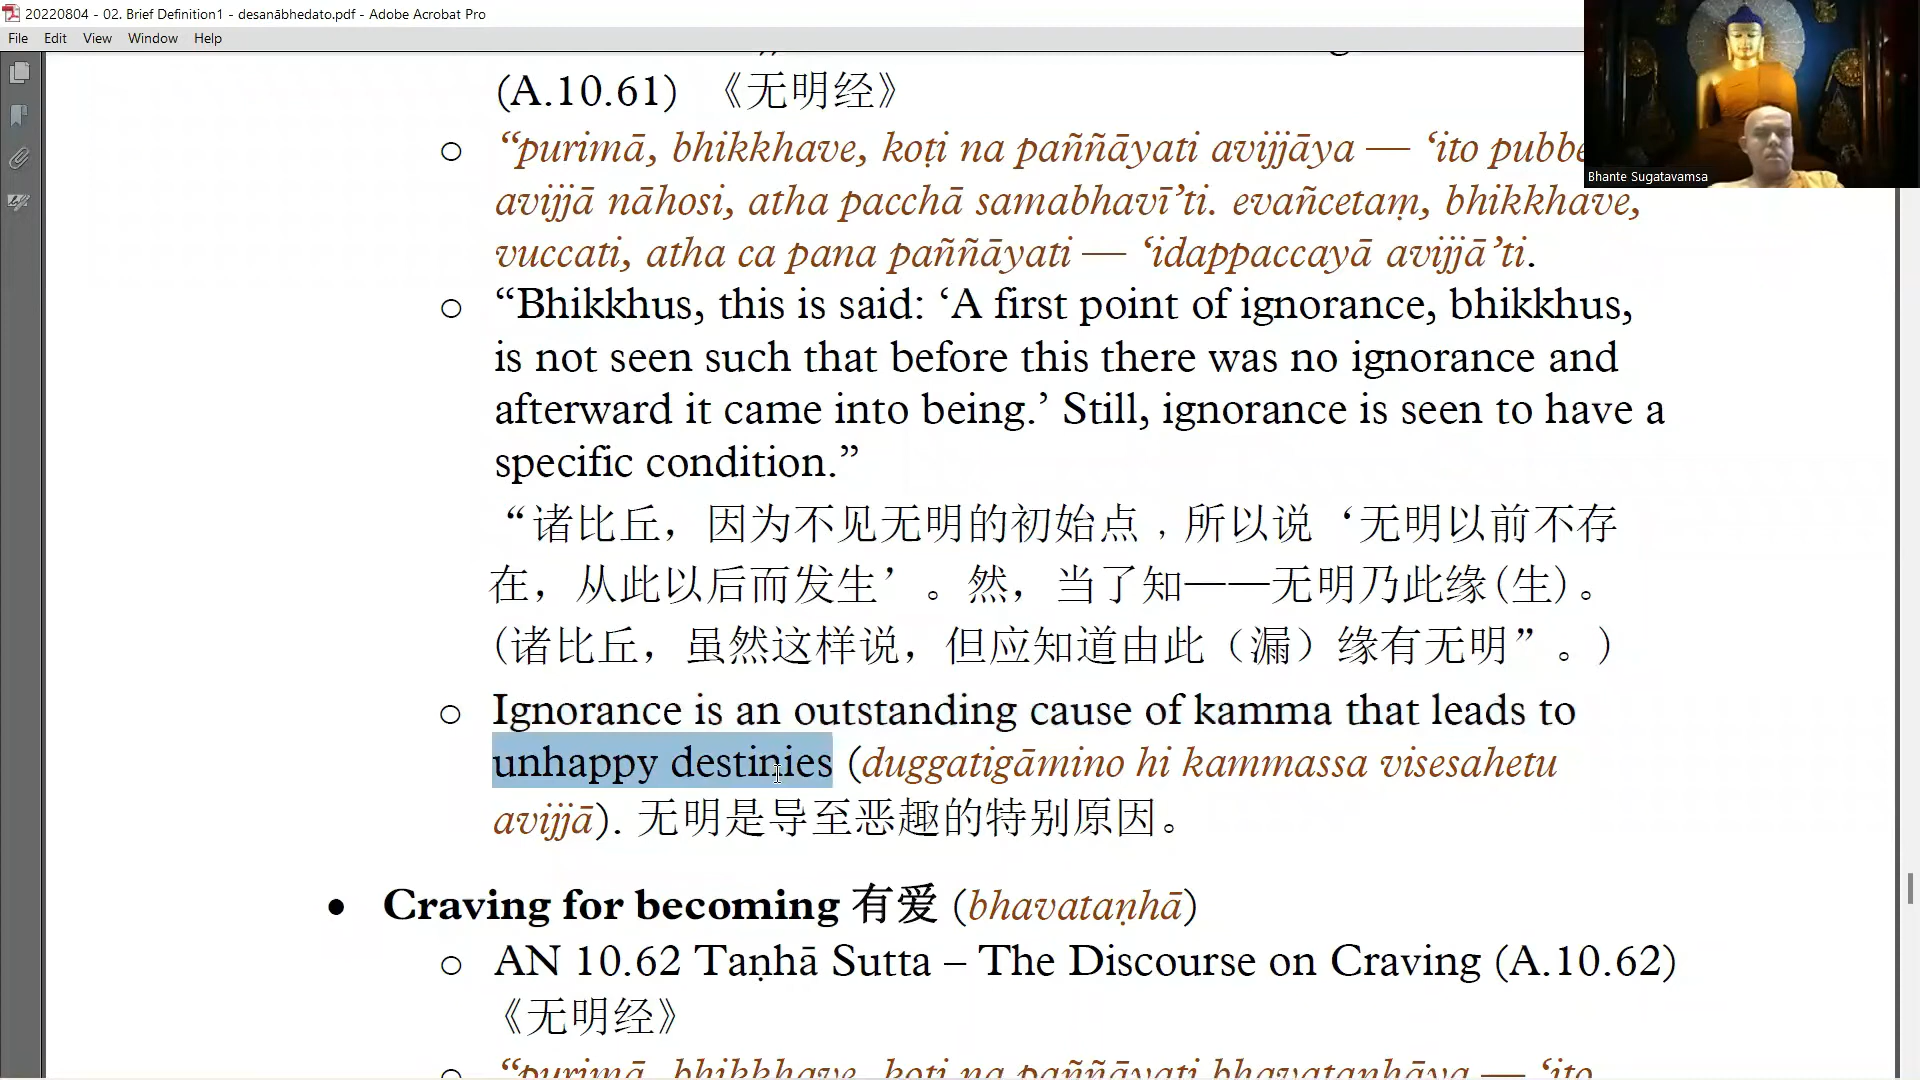 20220804 - 02. Brief Definition1 - desanābhedato.pdf - Adobe Acrobat Pro
File Edit View Window Help
(A.10.61) 《无明经》
○ “purimā, bhikkhave, koṭi na paññāyati avijjāya — ‘ito pubbe
Bhante Sugatavamsa
avijjā nāhosi, atha pacchā samabhavī’ti. evañcetaṃ, bhikkhave,
vuccati, atha ca pana paññāyati — ‘idappaccayā avijjā’ti.
○ “Bhikkhus, this is said: ‘A first point of ignorance, bhikkhus,
is not seen such that before this there was no ignorance and
afterward it came into being.’ Still, ignorance is seen to have a
specific condition.”
“诸比丘，因为不见无明的初始点，所以说‘无明以前不存
在，从此以后而发生’。然，当了知——无明乃此缘(生)。
(诸比丘，虽然这样说，但应知道由此（漏）缘有无明”。)
○ Ignorance is an outstanding cause of kamma that leads to
unhappy destinies (duggatigāmino hi kammassa visesahetu
avijjā). 无明是导至恶趣的特别原因。
• Craving for becoming 有爱 (bhavataṇhā)
○ AN 10.62 Taṇhā Sutta – The Discourse on Craving (A.10.62)
《无明经》
○ “purimā, bhikkhave, koṭi na paññāyati bhavataṇhāya — ‘ito